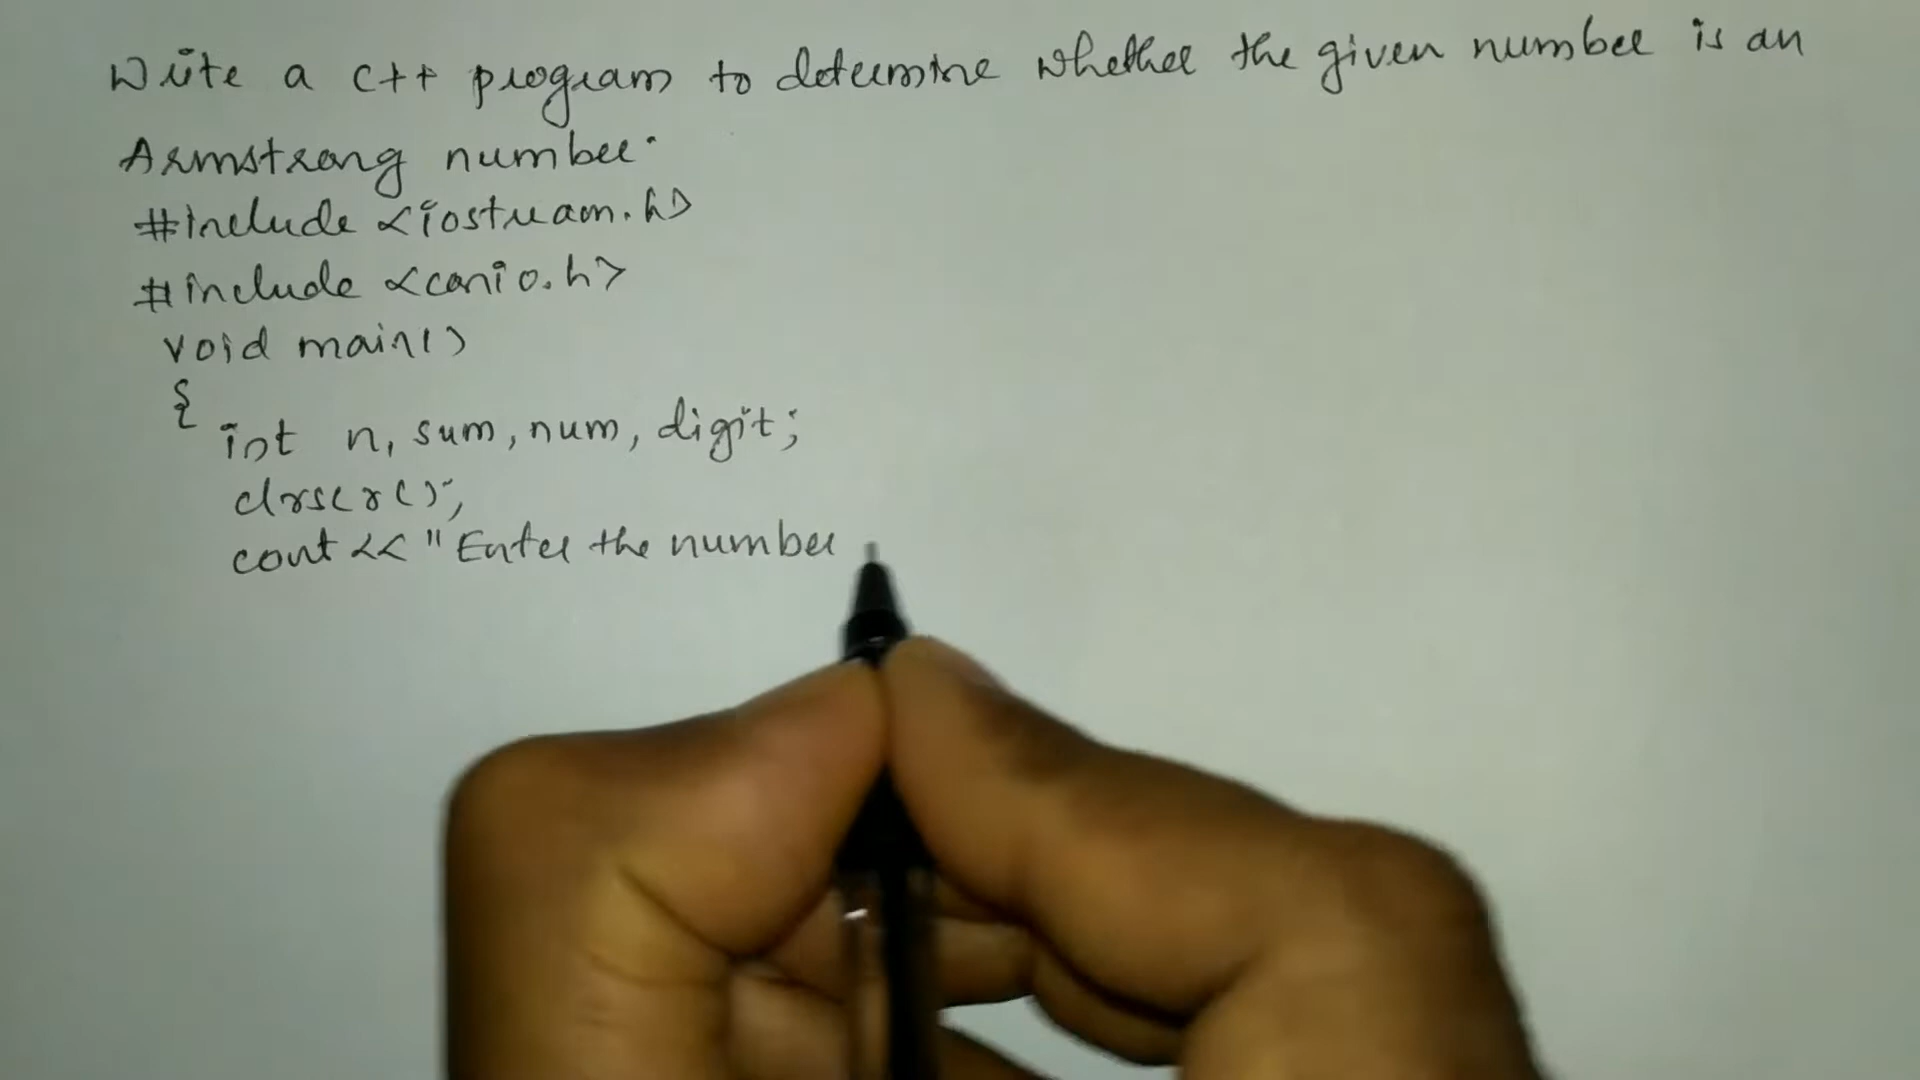 Write a C++ program to determine whether the given number is an
Armstrong number.
#include <iostream.h>
#include <conio.h>
void main()
{
int n, sum, num, digit;
clrscr();
cout << "Enter the number